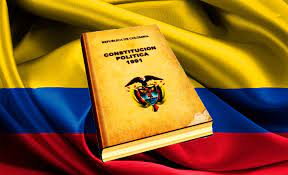 REPUBLICA DE COLOMBIA
CONSTITUCION
POLITICA
1991